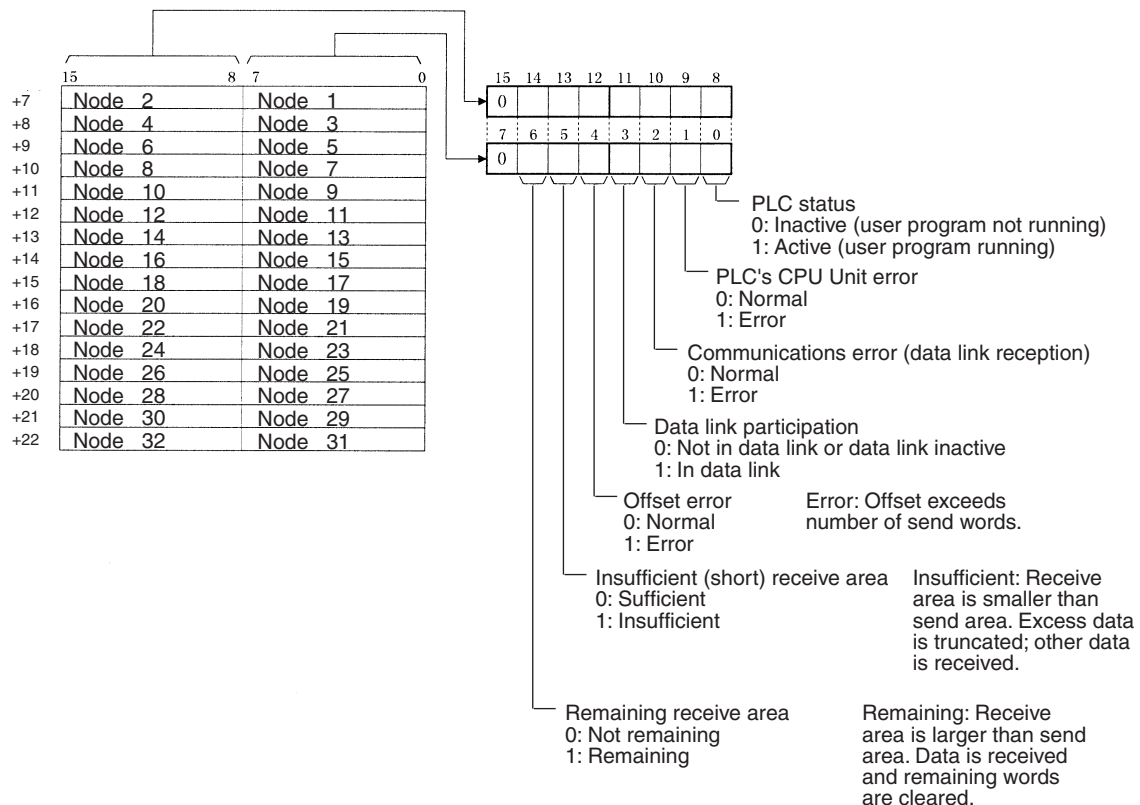 15 8 7 0
+7 Node 2 Node 1
+8 Node 4 Node 3
+9 Node 6 Node 5
+10 Node 8 Node 7
+11 Node 10 Node 9
+12 Node 12 Node 11
+13 Node 14 Node 13
+14 Node 16 Node 15
+15 Node 18 Node 17
+16 Node 20 Node 19
+17 Node 22 Node 21
+18 Node 24 Node 23
+19 Node 26 Node 25
+20 Node 28 Node 27
+21 Node 30 Node 29
+22 Node 32 Node 31
15 14 13 12 11 10 9 8
0
7 6 5 4 3 2 1 0
0
PLC status
0: Inactive (user program not running)
1: Active (user program running)
PLC's CPU Unit error
0: Normal
1: Error
Communications error (data link reception)
0: Normal
1: Error
Data link participation
0: Not in data link or data link inactive
1: In data link
Offset error
0: Normal
1: Error
Error: Offset exceeds
number of send words.
Insufficient (short) receive area
0: Sufficient
1: Insufficient
Insufficient: Receive
area is smaller than
send area. Excess data
is truncated; other data
is received.
Remaining receive area
0: Not remaining
1: Remaining
Remaining: Receive
area is larger than send
area. Data is received
and remaining words
are cleared.